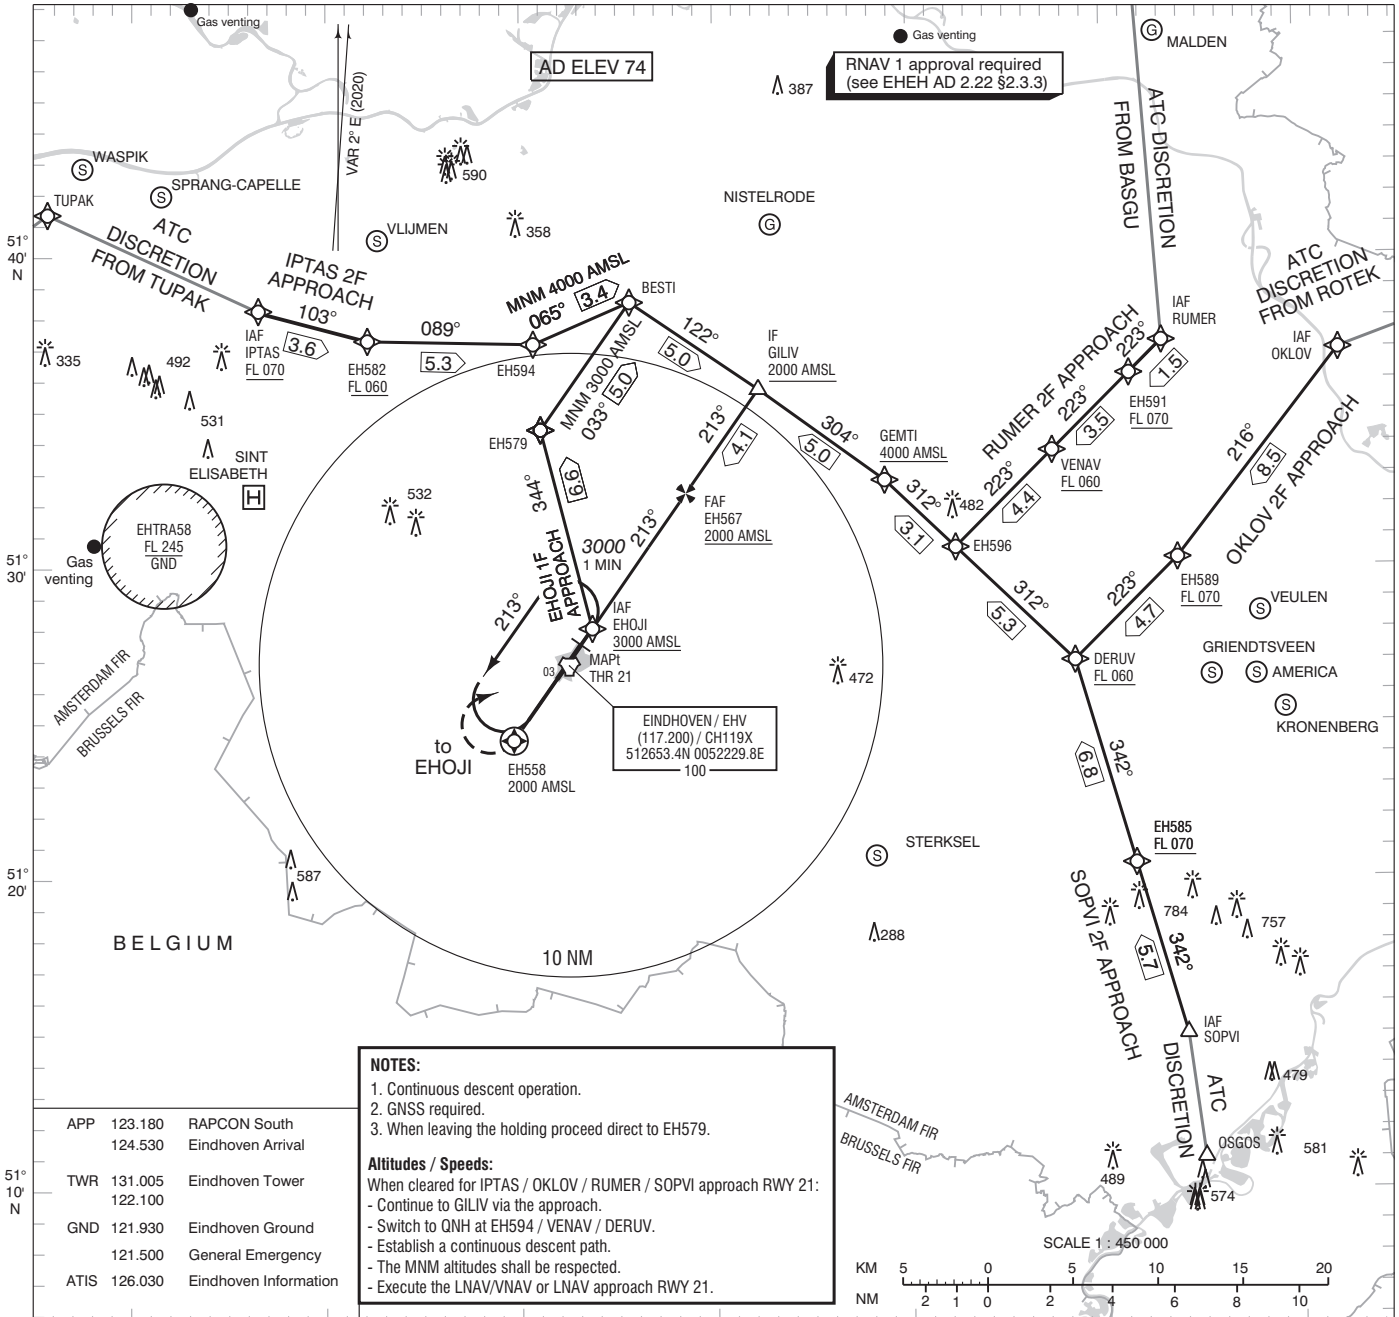 Gas venting
Gas venting
MALDEN
AD ELEV 74
RNAV 1 approval required
(see EHEH AD 2.22 §2.3.3)
VAR 2° E (2020)
387
ATC DISCRETION
FROM BASGU
WASPIK
590
SPRANG-CAPELLE
TUPAK
NISTELRODE
VLIJMEN
358
51°
40'
N
ATC
DISCRETION
FROM TUPAK
IPTAS 2F
APPROACH
MNM 4000 AMSL
065°
3.4
BESTI
ATC
DISCRETION
FROM ROTEK
103°
3.6
089°
5.3
122°
5.0
IAF
RUMER
IAF
IPTAS
FL 070
EH582
FL 060
EH594
MNM 3000 AMSL
033°
5.0
IF
GILIV
2000 AMSL
RUMER 2F APPROACH
223°
1.5
IAF
OKLOV
335
492
531
EH591
FL 070
223°
3.5
EH579
213°
4.1
304°
5.0
GEMTI
4000 AMSL
VENAV
FL 060
216°
8.5
OKLOV 2F APPROACH
SINT
ELISABETH
H
344°
6.6
532
FAF
EH567
2000 AMSL
312°
3.1
482
223°
4.4
EHTRA58
FL 245
GND
Gas
venting
51°
30'
213°
3000
1 MIN
EHOJI 1F
APPROACH
EH596
EH589
FL 070
312°
5.3
223°
4.7
VEULEN
213°
IAF
EHOJI
3000 AMSL
GRIENDTSVEEN
AMERICA
KRONENBERG
03
MAPt
THR 21
472
DERUV
FL 060
AMSTERDAM FIR
BRUSSELS FIR
EINDHOVEN / EHV
(117.200) / CH119X
512653.4N 0052229.8E
100
to
EHOJI
EH558
2000 AMSL
342°
6.8
EH585
FL 070
STERKSEL
51°
20'
587
784
757
BELGIUM
288
10 NM
SOPVI 2F APPROACH
342°
5.7
IAF
SOPVI
ATC
DISCRETION
479
OSGOS
581
489
574
AMSTERDAM FIR
BRUSSELS FIR
NOTES:
1. Continuous descent operation.
2. GNSS required.
3. When leaving the holding proceed direct to EH579.
Altitudes / Speeds:
When cleared for IPTAS / OKLOV / RUMER / SOPVI approach RWY 21:
- Continue to GILIV via the approach.
- Switch to QNH at EH594 / VENAV / DERUV.
- Establish a continuous descent path.
- The MNM altitudes shall be respected.
- Execute the LNAV/VNAV or LNAV approach RWY 21.
APP 123.180 RAPCON South
124.530 Eindhoven Arrival
TWR 131.005 Eindhoven Tower
122.100
GND 121.930 Eindhoven Ground
121.500 General Emergency
ATIS 126.030 Eindhoven Information
51°
10'
N
SCALE 1 : 450 000
KM 5 0 5 10 15 20
NM 2 1 0 2 4 6 8 10